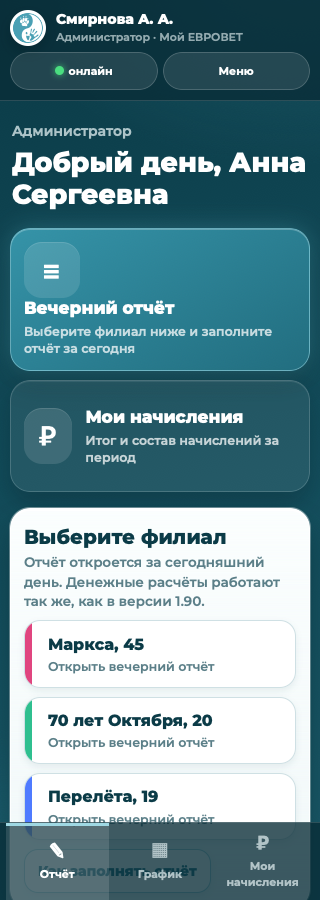 Смирнова А. А.
Администратор · Мой ЕВРОВЕТ
онлайн
Меню
Администратор
Добрый день, Анна
Сергеевна
Вечерний отчёт
Выберите филиал ниже и заполните
отчёт за сегодня
₽
Мои начисления
Итог и состав начислений за
период
Выберите филиал
Отчёт откроется за сегодняшний
день. Денежные расчёты работают
так же, как в версии 1.90.
Маркса, 45
Открыть вечерний отчёт
70 лет Октября, 20
Открыть вечерний отчёт
Перелёта, 19
Открыть вечерний отчёт
Как заполнять отчёт
Отчёт
График
₽
Мои
начисления